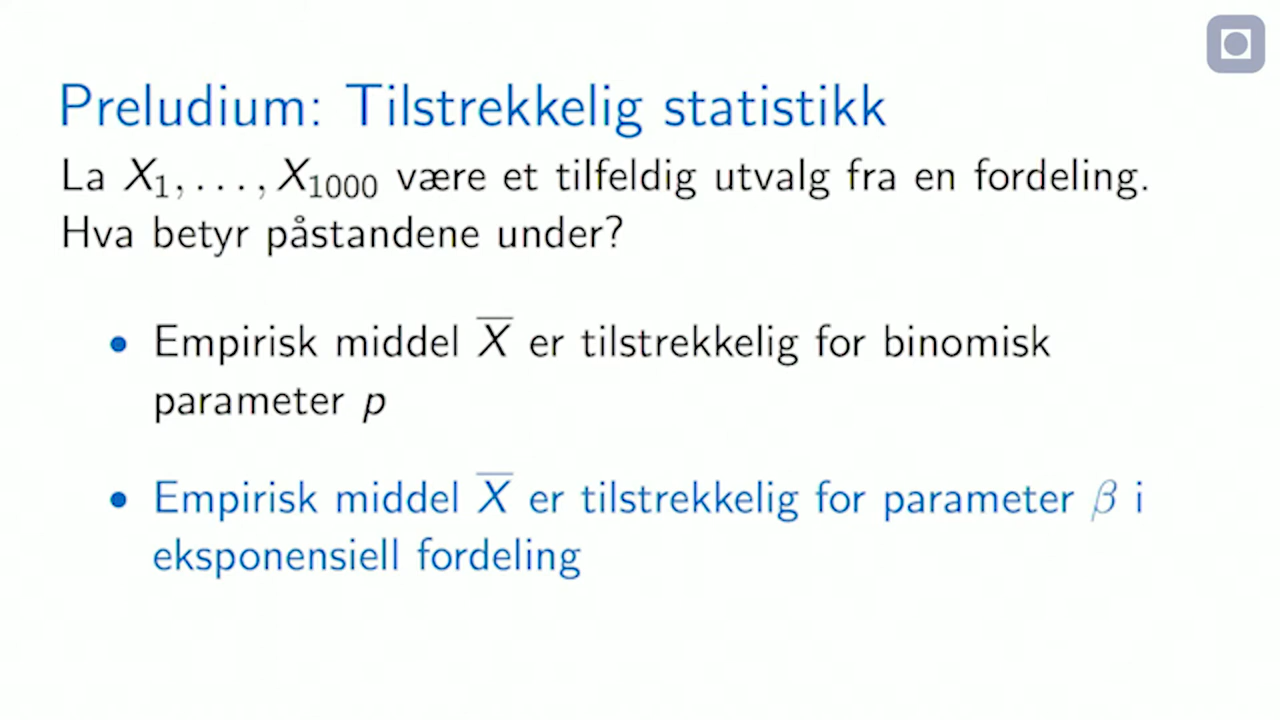 Preludium: Tilstrekkelig statistikk
La X₁, ..., X₁₀₀₀ være et tilfeldig utvalg fra en fordeling.
Hva betyr påstandene under?
• Empirisk middel X̅ er tilstrekkelig for binomisk
parameter p
• Empirisk middel X̅ er tilstrekkelig for parameter β i
eksponensiell fordeling